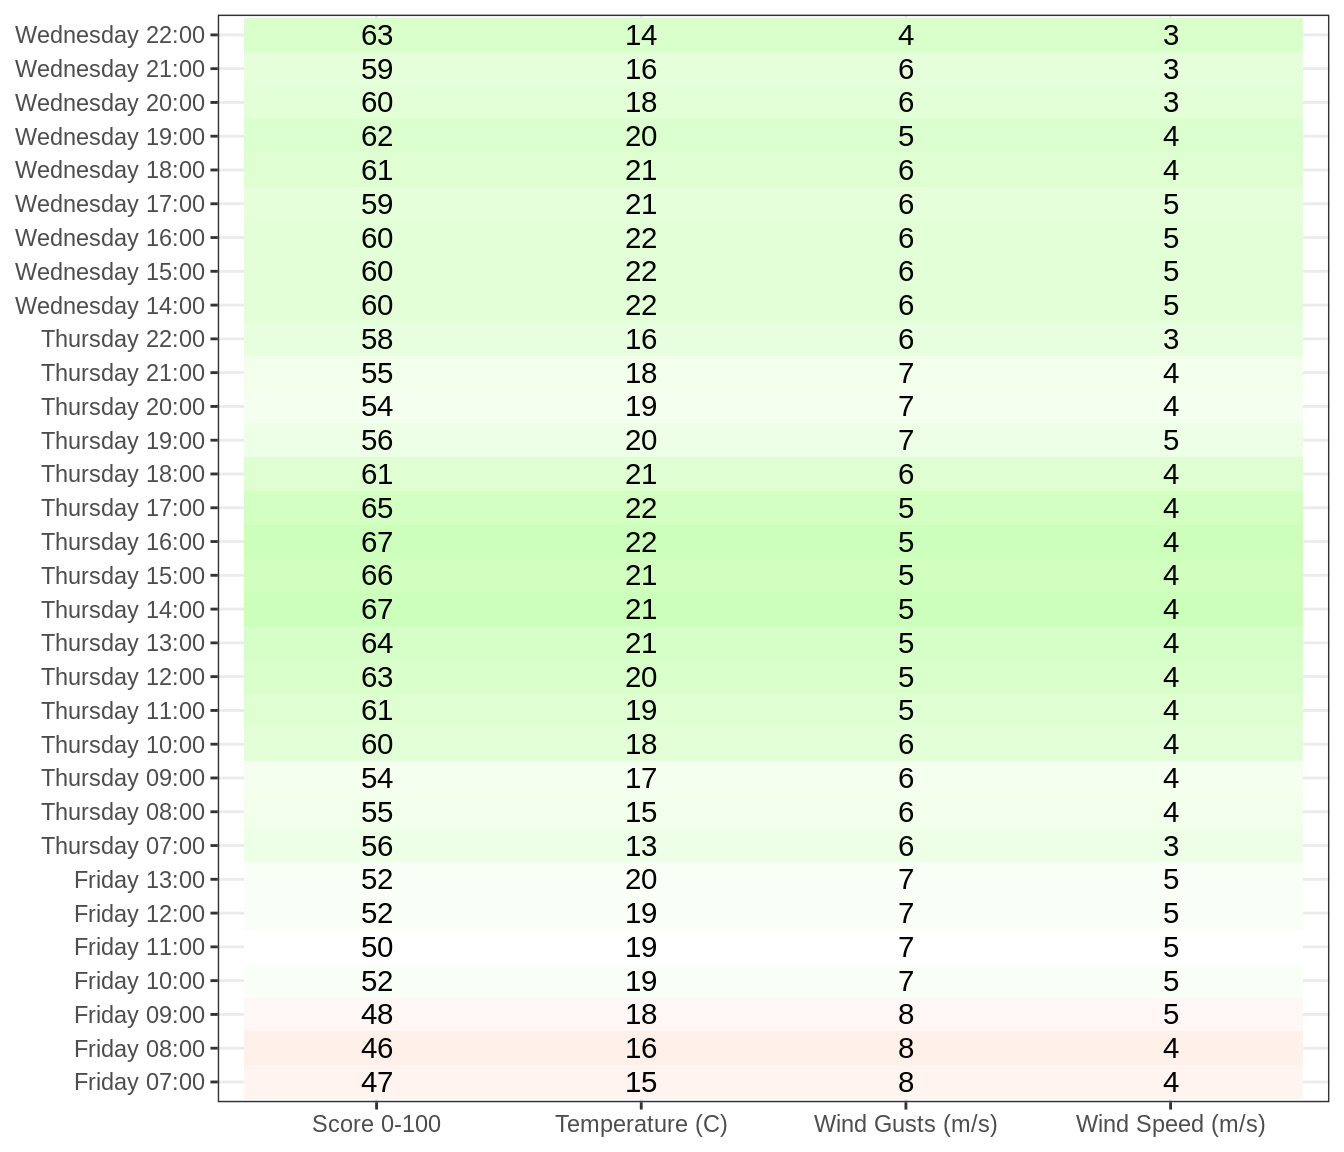 Wednesday 22:00 63 14 4 3
Wednesday 21:00 59 16 6 3
Wednesday 20:00 60 18 6 3
Wednesday 19:00 62 20 5 4
Wednesday 18:00 61 21 6 4
Wednesday 17:00 59 21 6 5
Wednesday 16:00 60 22 6 5
Wednesday 15:00 60 22 6 5
Wednesday 14:00 60 22 6 5
Thursday 22:00 58 16 6 3
Thursday 21:00 55 18 7 4
Thursday 20:00 54 19 7 4
Thursday 19:00 56 20 7 5
Thursday 18:00 61 21 6 4
Thursday 17:00 65 22 5 4
Thursday 16:00 67 22 5 4
Thursday 15:00 66 21 5 4
Thursday 14:00 67 21 5 4
Thursday 13:00 64 21 5 4
Thursday 12:00 63 20 5 4
Thursday 11:00 61 19 5 4
Thursday 10:00 60 18 6 4
Thursday 09:00 54 17 6 4
Thursday 08:00 55 15 6 4
Thursday 07:00 56 13 6 3
Friday 13:00 52 20 7 5
Friday 12:00 52 19 7 5
Friday 11:00 50 19 7 5
Friday 10:00 52 19 7 5
Friday 09:00 48 18 8 5
Friday 08:00 46 16 8 4
Friday 07:00 47 15 8 4
Score 0-100 Temperature (C) Wind Gusts (m/s) Wind Speed (m/s)